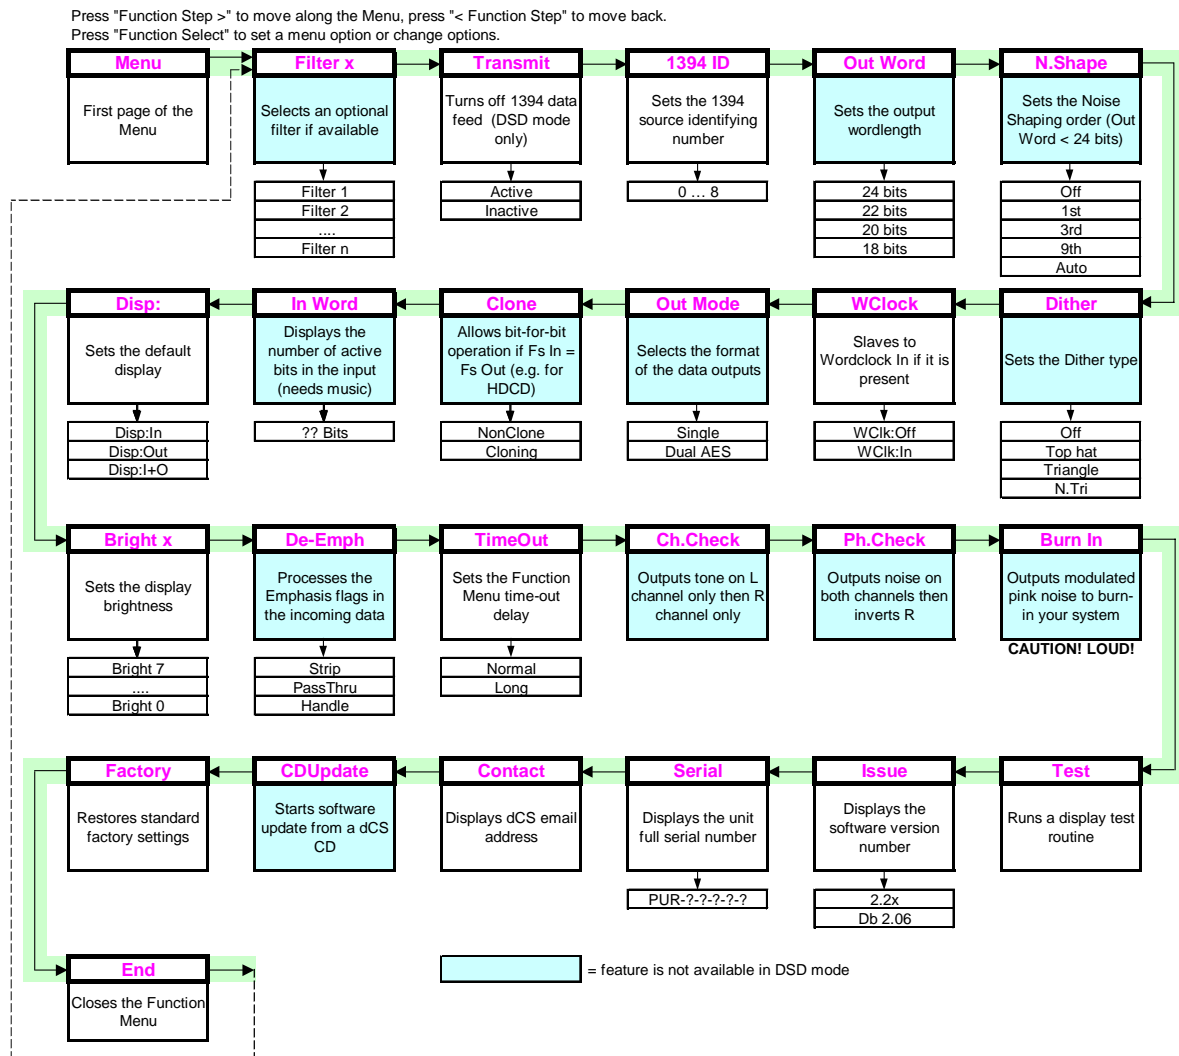 Press "Function Step >" to move along the Menu, press "< Function Step" to move back.
Press "Function Select" to set a menu option or change options.
Menu
First page of the
Menu
Filter x
Selects an optional
filter if available
Filter 1
Filter 2
....
Filter n
Transmit
Turns off 1394 data
feed (DSD mode
only)
Active
Inactive
1394 ID
Sets the 1394
source identifying
number
0 ... 8
Out Word
Sets the output
wordlength
24 bits
22 bits
20 bits
18 bits
N.Shape
Sets the Noise
Shaping order (Out
Word < 24 bits)
Off
1st
3rd
9th
Auto
Disp:
Sets the default
display
Disp:In
Disp:Out
Disp:I+O
In Word
Displays the
number of active
bits in the input
(needs music)
?? Bits
Clone
Allows bit-for-bit
operation if Fs In =
Fs Out (e.g. for
HDCD)
NonClone
Cloning
Out Mode
Selects the format
of the data outputs
Single
Dual AES
WClock
Slaves to
Wordclock In if it is
present
WClk:Off
WClk:In
Dither
Sets the Dither type
Off
Top hat
Triangle
N.Tri
Bright x
Sets the display
brightness
Bright 7
....
Bright 0
De-Emph
Processes the
Emphasis flags in
the incoming data
Strip
PassThru
Handle
TimeOut
Sets the Function
Menu time-out
delay
Normal
Long
Ch.Check
Outputs tone on L
channel only then R
channel only
Ph.Check
Outputs noise on
both channels then
inverts R
Burn In
Outputs modulated
pink noise to burn-
in your system
CAUTION! LOUD!
Factory
Restores standard
factory settings
CDUpdate
Starts software
update from a dCS
CD
Contact
Displays dCS email
address
Serial
Displays the unit
full serial number
PUR-?-?-?-?-?
Issue
Displays the
software version
number
2.2x
Db 2.06
Test
Runs a display test
routine
End
Closes the Function
Menu
= feature is not available in DSD mode